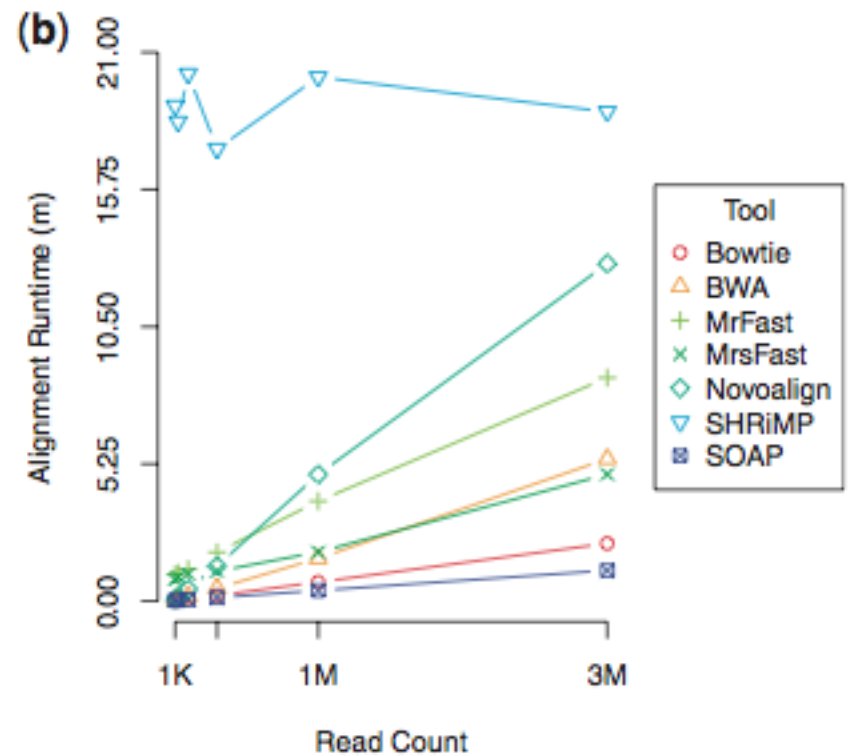 (b)
21.00
15.75
10.50
5.25
0.00
Alignment Runtime (m)
1K
1M
3M
Read Count
Tool
Bowtie
BWA
MrFast
MrsFast
Novoalign
SHRiMP
SOAP